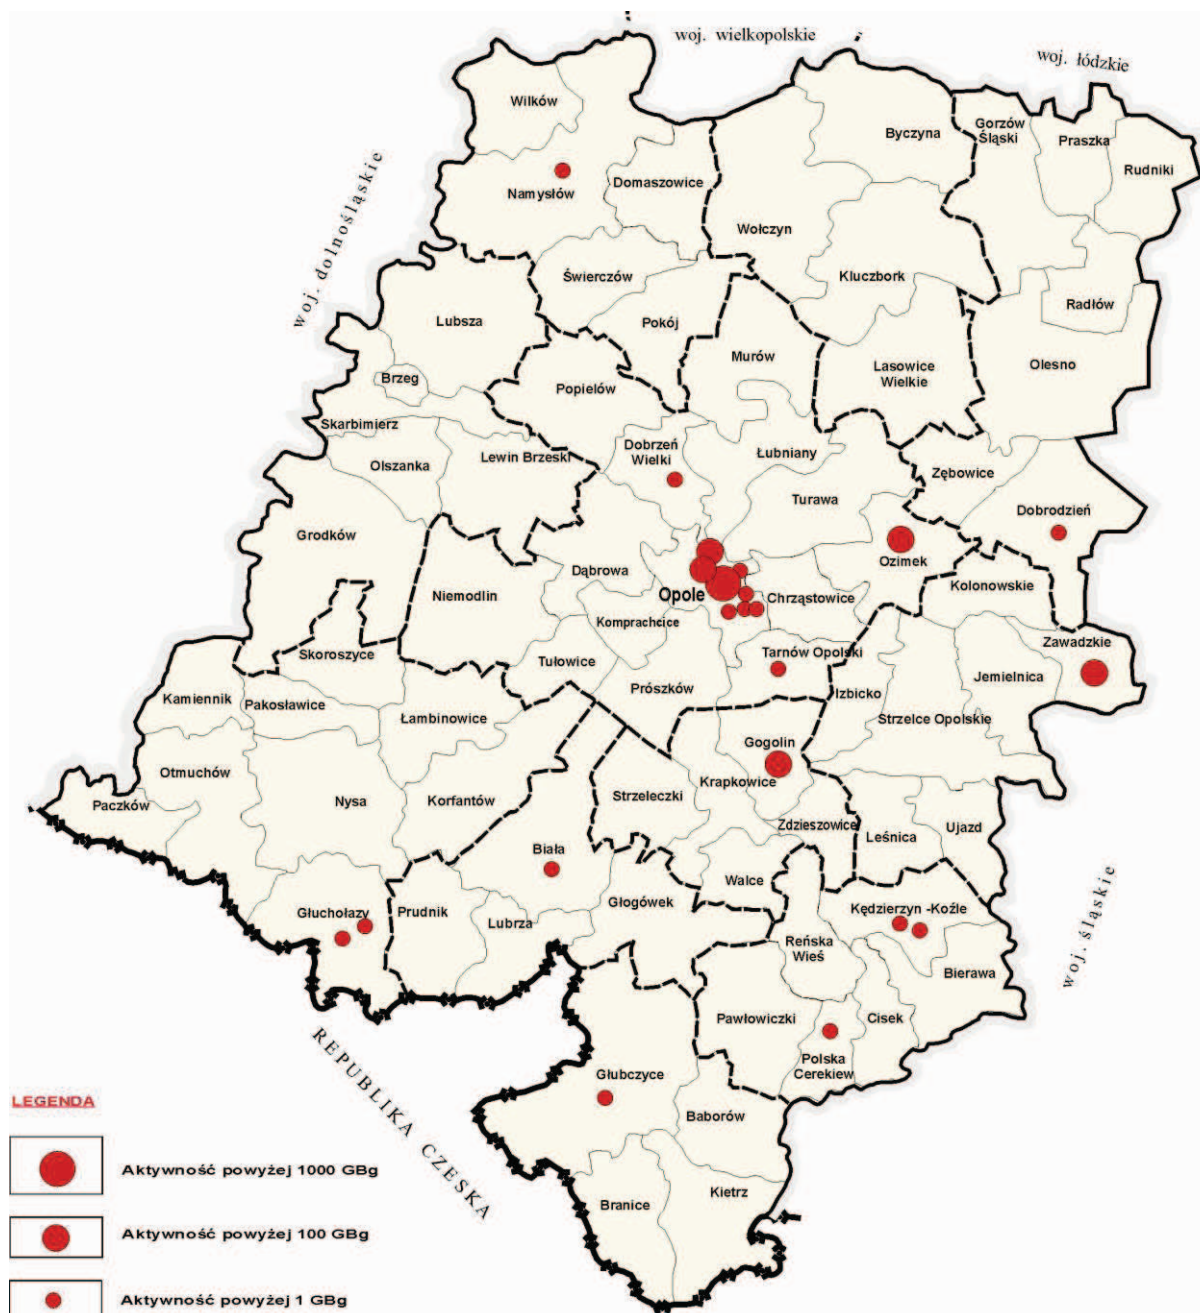 woj. wielkopolskie
woj. łódzkie
Wilków
Byczyna
Gorzów
Śląski
Praszka
Rudniki
Namysłów
Domaszowice
woj. dolnośląskie
Wołczyn
Świerczów
Kluczbork
Radłów
Lubsza
Pokój
Murów
Lasowice
Wielkie
Olesno
Brzeg
Popielów
Skarbimierz
Dobrzeń
Wielki
Łubniany
Olszanka
Lewin Brzeski
Zębowice
Turawa
Dobrodzień
Grodków
Ozimek
Dąbrowa
Kolonowskie
Niemodlin
Opole
Chrząstowice
Komprachcice
Zawadzkie
Skoroszyce
Tułowice
Tarnów Opolski
Jemielnica
Prószków
Izbicko
Kamiennik
Pakosławice
Łambinowice
Strzelce Opolskie
Gogolin
Otmuchów
Krapkowice
Paczków
Nysa
Korfantów
Strzeleczki
Zdzieszowice
Leśnica
Ujazd
Biała
Walce
Głogówek
Głuchołazy
Prudnik
Lubrza
Kędzierzyn -Koźle
Reńska
Wieś
Bierawa
woj. śląskie
Pawłowiczki
Cisek
REPUBLIKA CZESKA
Polska
Cerekiew
Głubczyce
Baborów
Branice
Kietrz
LEGENDA
Aktywność powyżej 1000 GBg
Aktywność powyżej 100 GBg
Aktywność powyżej 1 GBg